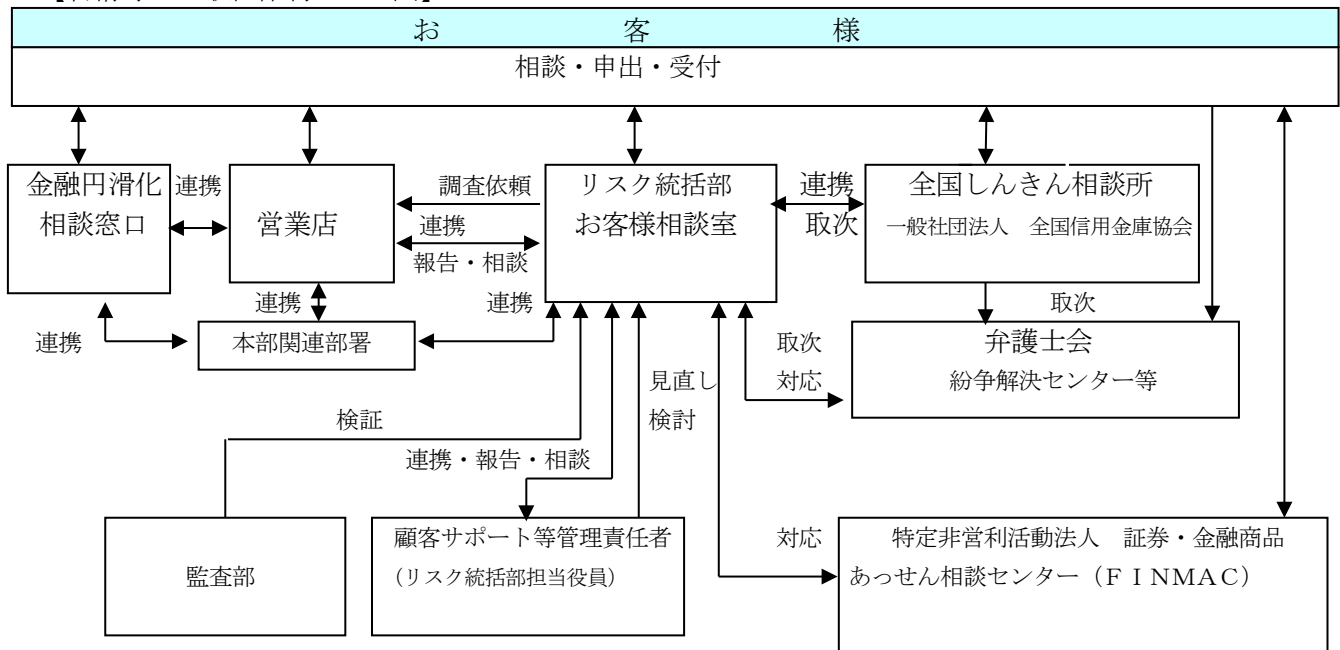 お　客　様
相談・申出・受付
金融円滑化
相談窓口
連携
営業店
調査依頼
連携
報告・相談
リスク統括部
お客様相談室
連携
取次
全国しんきん相談所
一般社団法人　全国信用金庫協会
連携
連携
連携
本部関連部署
取次
弁護士会
紛争解決センター等
取次
対応
見直し
検討
検証
連携・報告・相談
監査部
顧客サポート等管理責任者
（リスク統括部担当役員）
対応
特定非営利活動法人　証券・金融商品
あっせん相談センター（ＦＩＮＭＡＣ）